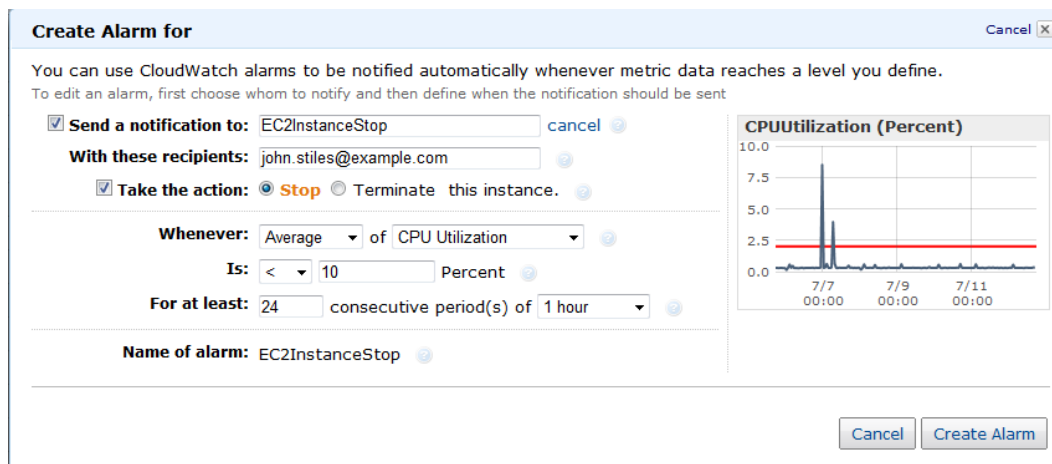 Create Alarm for
Cancel
You can use CloudWatch alarms to be notified automatically whenever metric data reaches a level you define.
To edit an alarm, first choose whom to notify and then define when the notification should be sent
Send a notification to: EC2InstanceStop cancel ?
With these recipients: john.stiles@example.com ?
Take the action: Stop Terminate this instance. ?
Whenever: Average of CPU Utilization ?
Is: < 10 Percent ?
For at least: 24 consecutive period(s) of 1 hour ?
Name of alarm: EC2InstanceStop ?
CPUUtilization (Percent)
10.0
7.5
5.0
2.5
0.0
7/7 7/9 7/11
00:00 00:00 00:00
Cancel Create Alarm